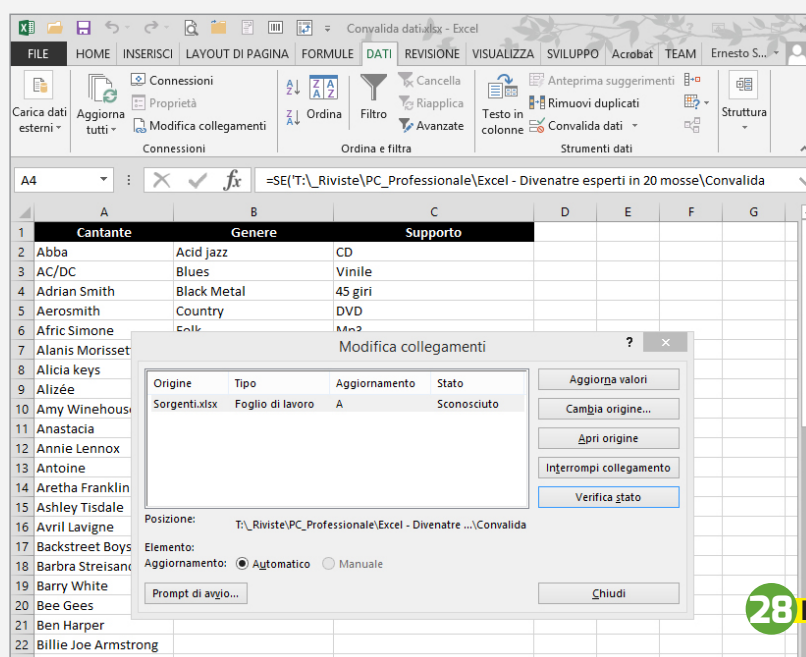 Convalida dati.xlsx - Excel
FILE HOME INSERISCI LAYOUT DI PAGINA FORMULE DATI REVISIONE VISUALIZZA SVILUPPO Acrobat TEAM Ernesto S...
Carica dati esterni
Aggiorna tutti
Connessioni
Proprietà
Modifica collegamenti
Connessioni
Ordina
Filtro
Cancella
Riapplica
Avanzate
Ordina e filtra
Testo in colonne
Anteprima suggerimenti
Rimuovi duplicati
Convalida dati
Strumenti dati
Struttura
A4 fx =SE('T:\_Riviste\PC_Professionale\Excel - Divenatre esperti in 20 mosse\Convalida
A B C D E F G
1 Cantante Genere Supporto
2 Abba Acid jazz CD
3 AC/DC Blues Vinile
4 Adrian Smith Black Metal 45 giri
5 Aerosmith Country DVD
6 Afric Simone Folk Mp3
7 Alanis Morisset
8 Alicia keys
9 Alizée
10 Amy Winehous
11 Anastacia
12 Annie Lennox
13 Antoine
14 Aretha Franklin
15 Ashley Tisdale
16 Avril Lavigne
17 Backstreet Boys
18 Barbra Streisand
19 Barry White
20 Bee Gees
21 Ben Harper
22 Billie Joe Armstrong
Modifica collegamenti ?
Origine Tipo Aggiornamento Stato
Sorgenti.xlsx Foglio di lavoro A Sconosciuto
Aggiorna valori
Cambia origine...
Apri origine
Interrompi collegamento
Verifica stato
Posizione: T:\_Riviste\PC_Professionale\Excel - Divenatre ...\Convalida
Elemento:
Aggiornamento: Automatico Manuale
Prompt di avvio...
Chiudi
28